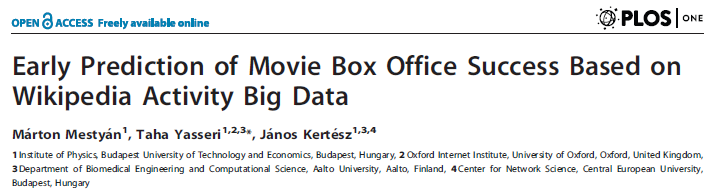 OPEN ACCESS Freely available online
PLOS ONE
Early Prediction of Movie Box Office Success Based on
Wikipedia Activity Big Data
Márton Mestyán1, Taha Yasseri1,2,3*, János Kertész1,3,4
1 Institute of Physics, Budapest University of Technology and Economics, Budapest, Hungary, 2 Oxford Internet Institute, University of Oxford, Oxford, United Kingdom,
3 Department of Biomedical Engineering and Computational Science, Aalto University, Aalto, Finland, 4 Center for Network Science, Central European University,
Budapest, Hungary